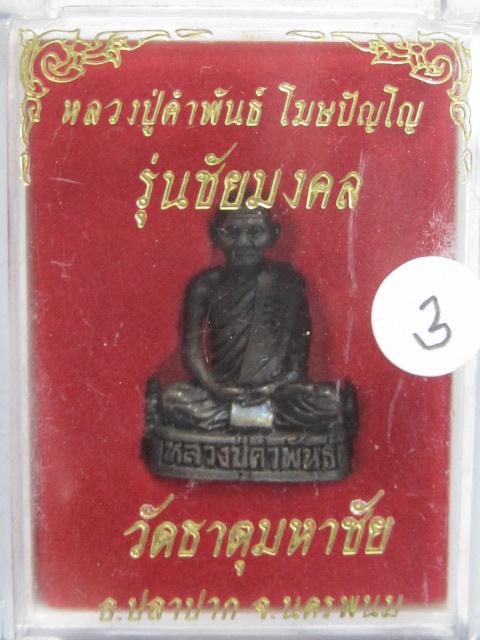 หลวงปู่คำพันธ์ โฆษปัญโญ
รุ่นชัยมงคล
3
หลวงปู่คำพันธ์
วัดธาตุมหาชัย
อ.ปลาปาก จ.นครพนม